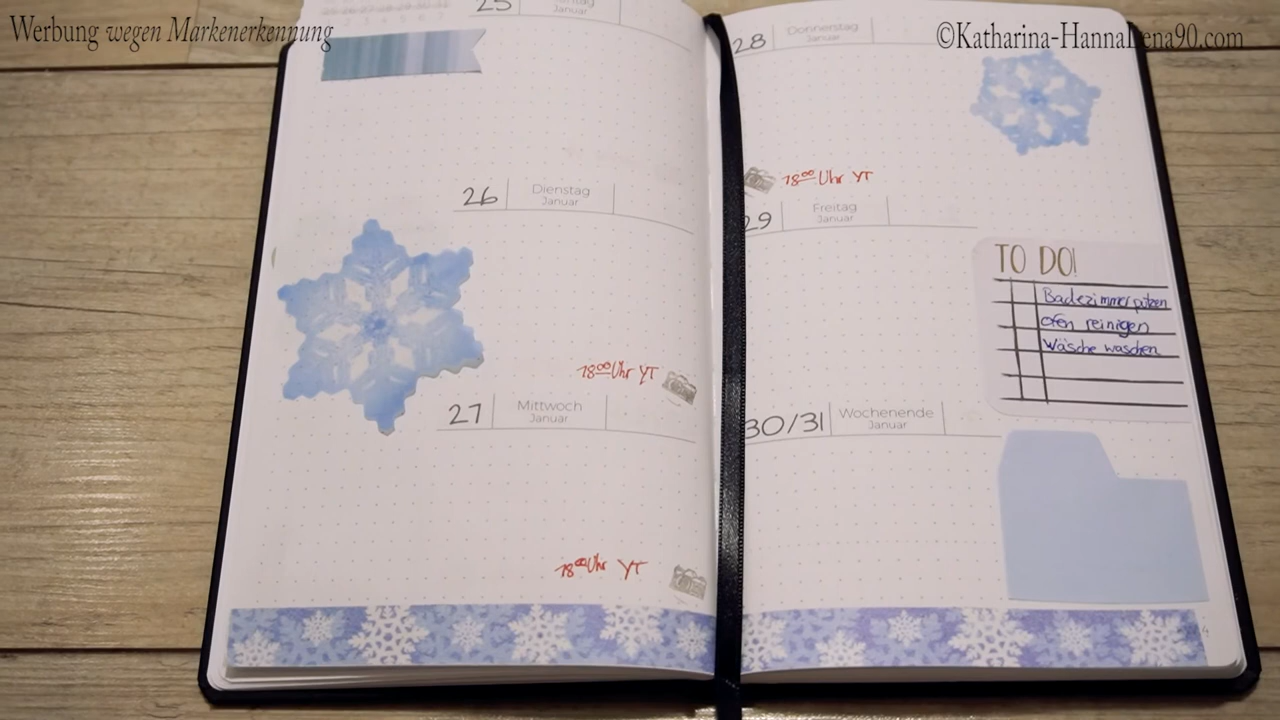 Werbung wegen Markenerkennung
©Katharina-HannaLena90.com
25
Januar
26 Dienstag
Januar
18⁰⁰ Uhr YT
27 Mittwoch
Januar
18⁰⁰ Uhr YT
28 Donnerstag
Januar
18⁰⁰ Uhr YT
29 Freitag
Januar
TO DO!
Badezimmer putzen
Ofen reinigen
Wäsche waschen
30/31 Wochenende
Januar